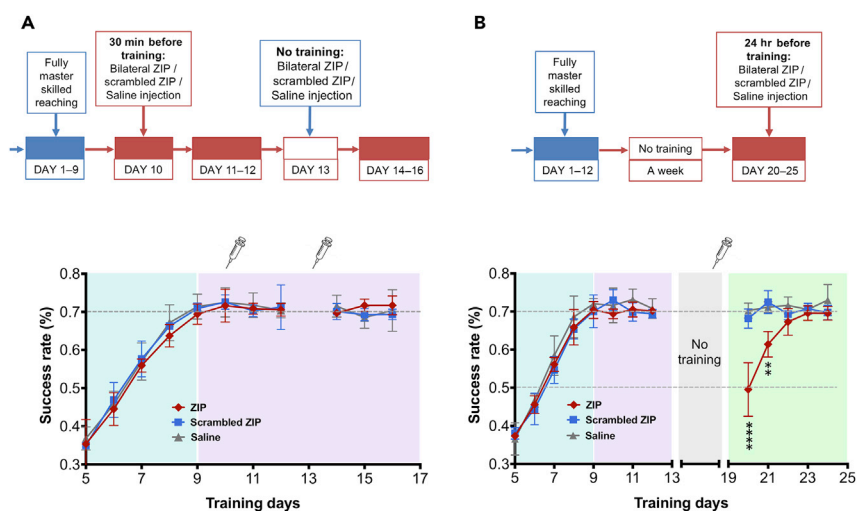 A
Fully
master
skilled
reaching
30 min before
training:
Bilateral ZIP/
scrambled ZIP/
Saline injection
No training:
Bilateral ZIP/
scrambled ZIP/
Saline injection
DAY 1–9
DAY 10
DAY 11–12
DAY 13
DAY 14–16
Success rate (%)
0.8
0.7
0.6
0.5
0.4
0.3
ZIP
Scrambled ZIP
Saline
5
7
9
11
13
15
17
Training days
B
Fully
master
skilled
reaching
24 hr before
training:
Bilateral ZIP/
scrambled ZIP/
Saline injection
No training
DAY 1–12
A week
DAY 20–25
Success rate (%)
0.8
0.7
0.6
0.5
0.4
0.3
ZIP
Scrambled ZIP
Saline
No
training
**
****
5
7
9
11
13
19
21
23
25
Training days